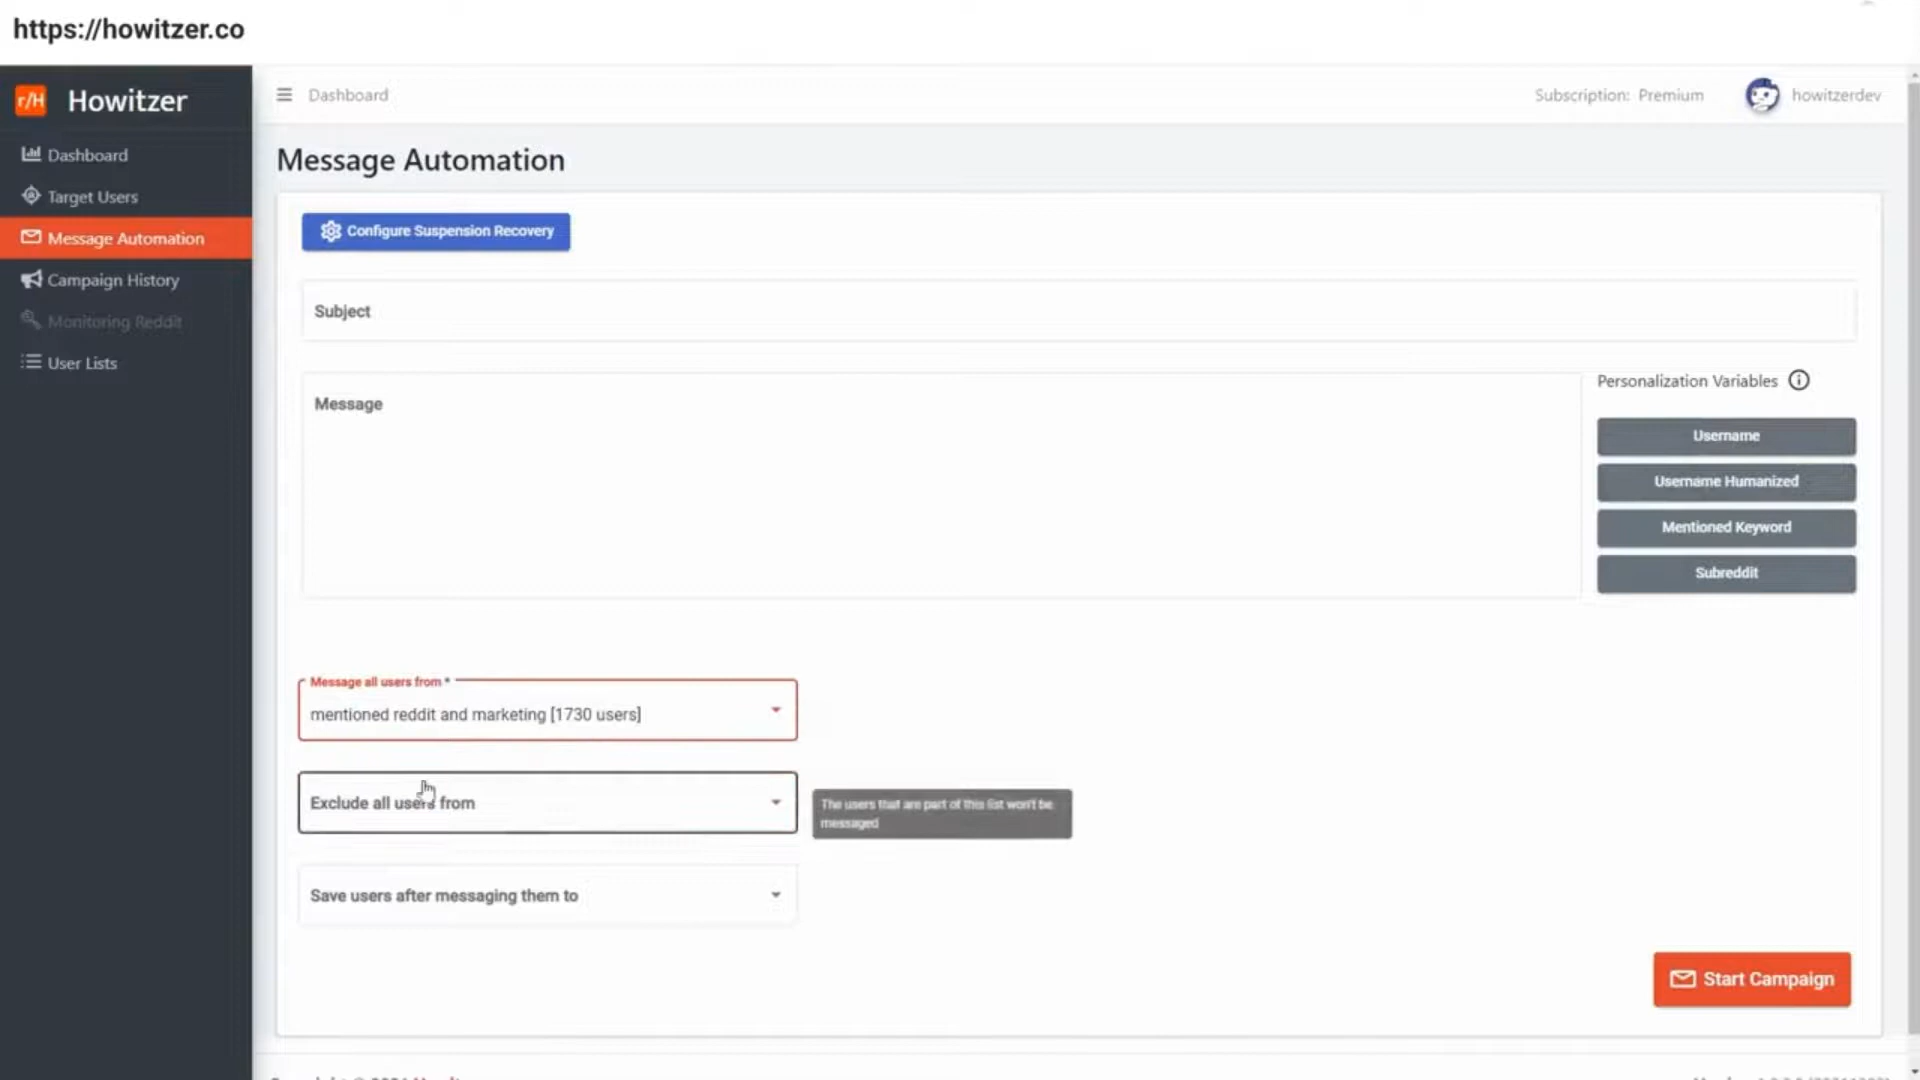 https://howitzer.co
r/H Howitzer
Dashboard
Subscription: Premium
howitzerdev
Dashboard
Target Users
Message Automation
Campaign History
Monitoring Reddit
User Lists
Message Automation
Configure Suspension Recovery
Subject
Message
Personalization Variables
Username
Username Humanized
Mentioned Keyword
Subreddit
Message all users from *
mentioned reddit and marketing [1730 users]
Exclude all users from
The users that are part of this list won't be
messaged
Save users after messaging them to
Start Campaign